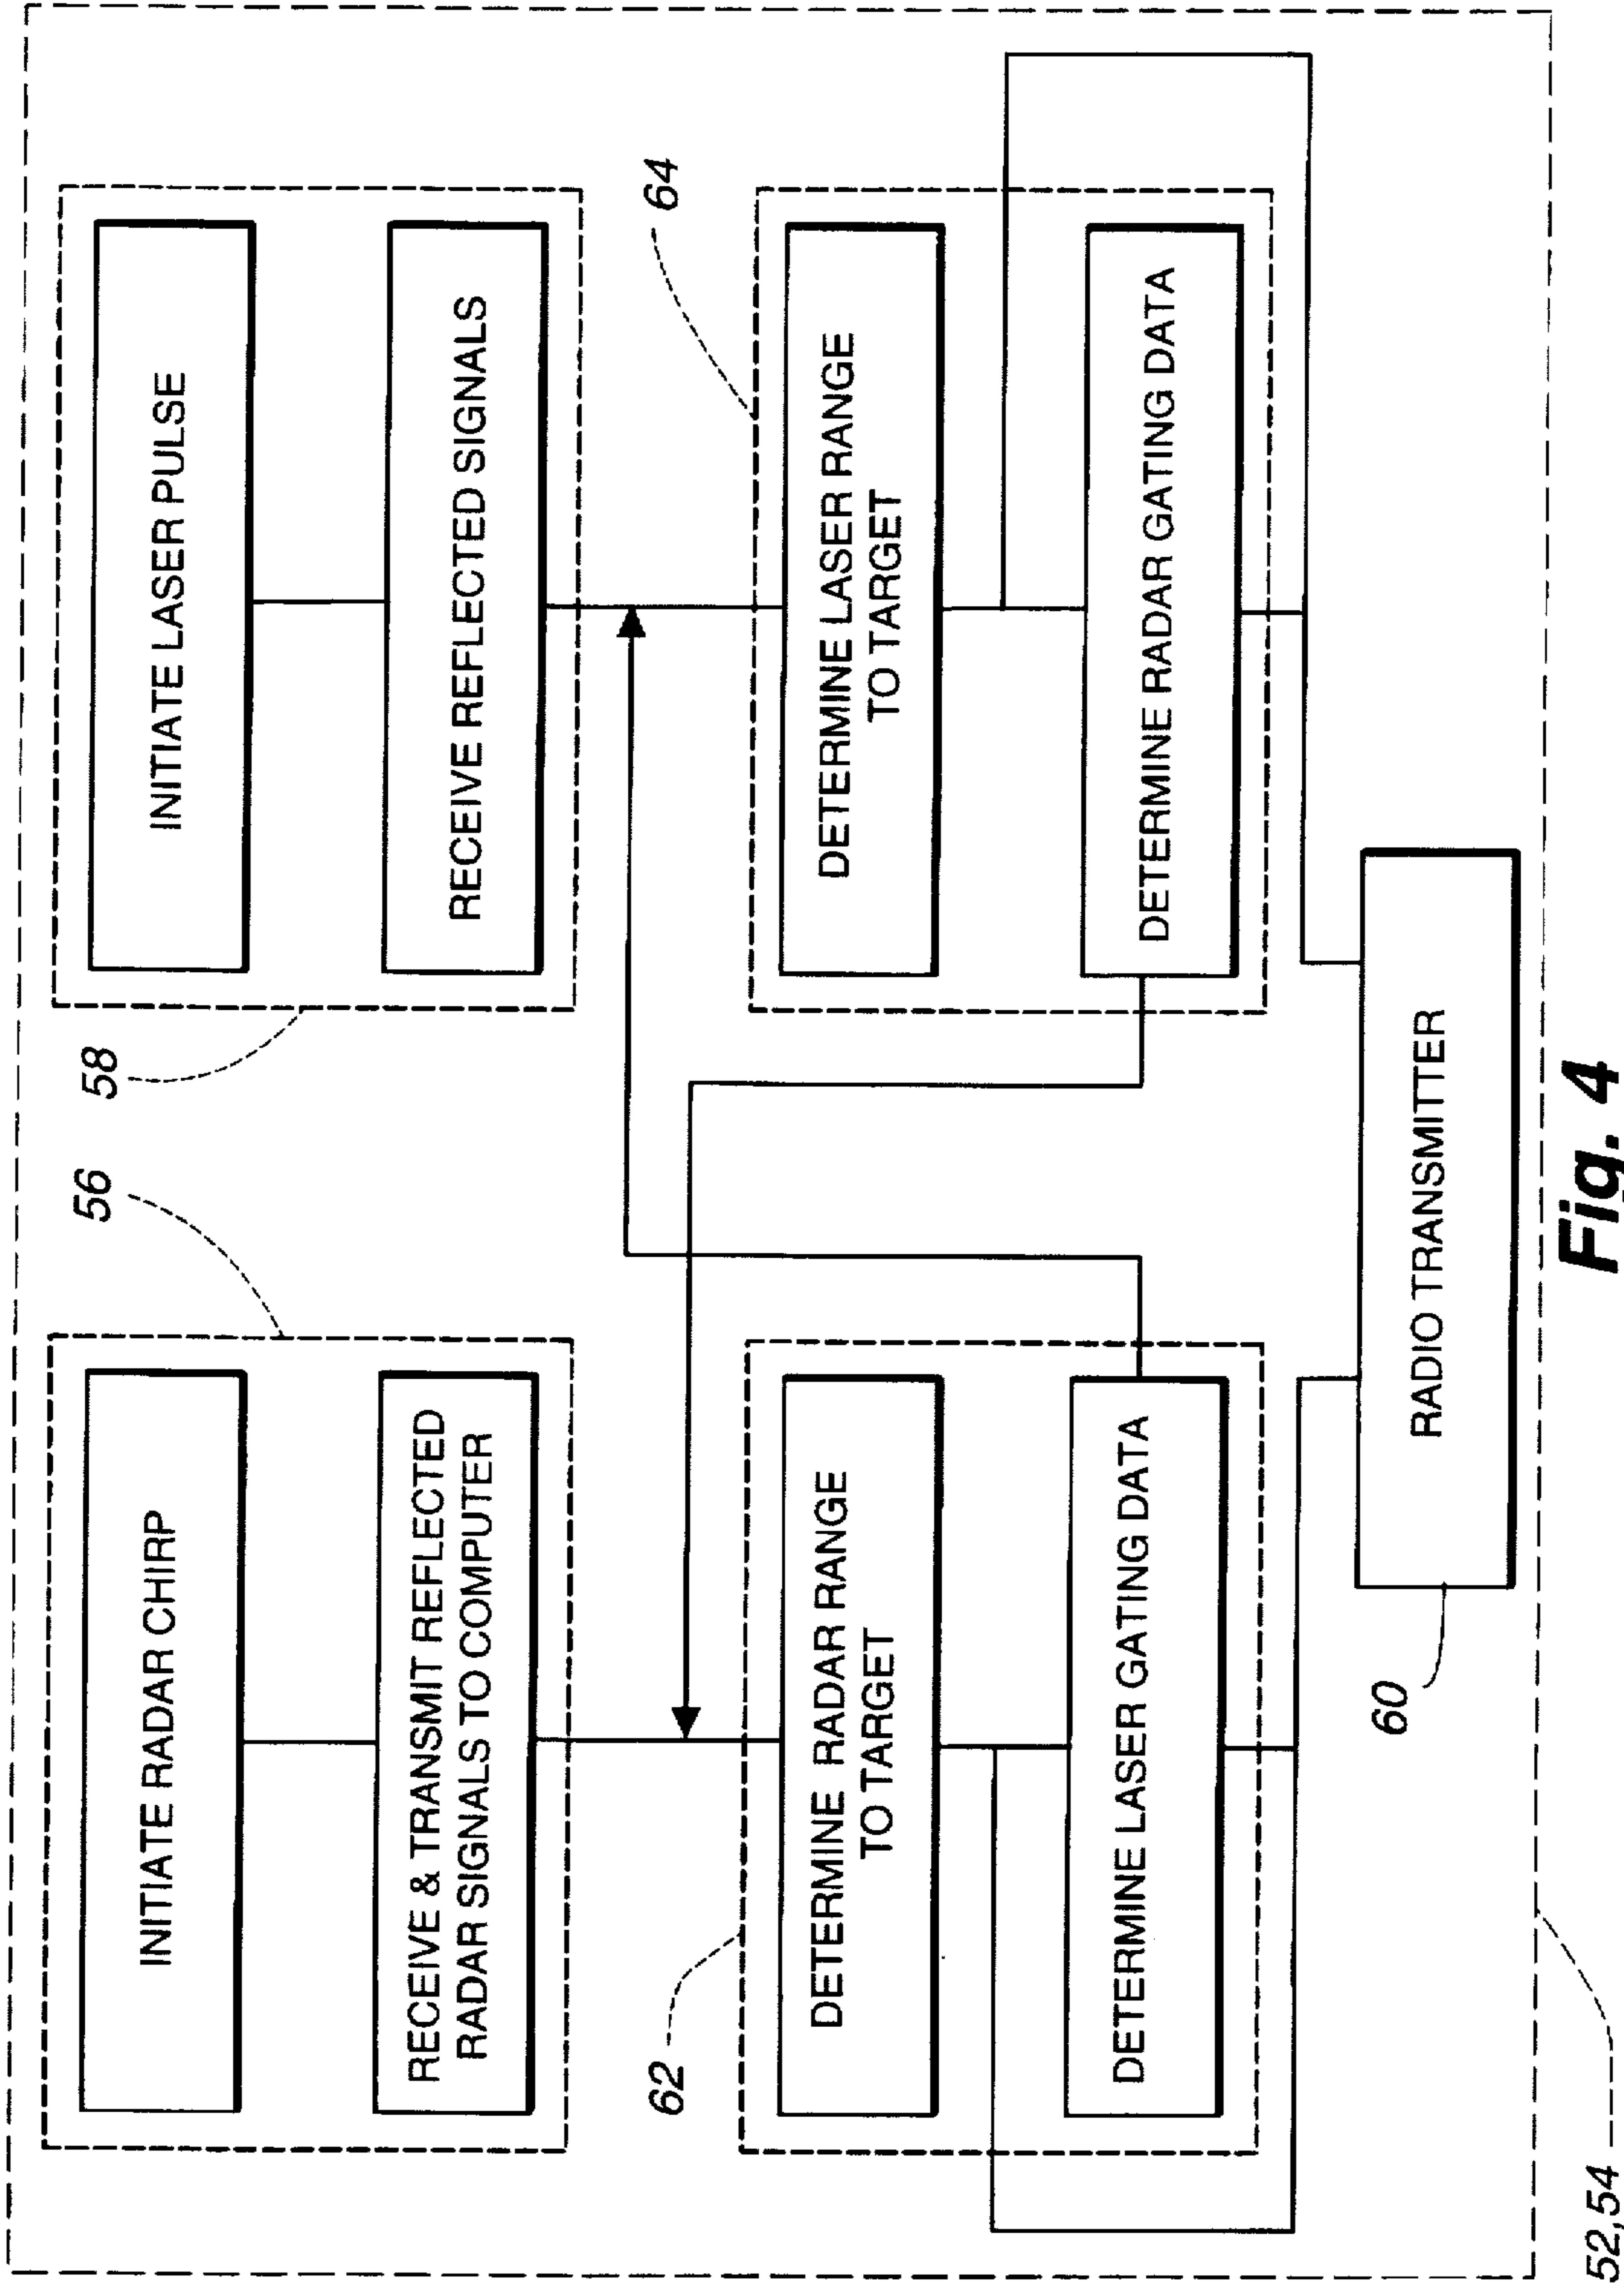 56
58
INITIATE RADAR CHIRP
INITIATE LASER PULSE
RECEIVE & TRANSMIT REFLECTED
RADAR SIGNALS TO COMPUTER
RECEIVE REFLECTED SIGNALS
62
64
DETERMINE RADAR RANGE
TO TARGET
DETERMINE LASER RANGE
TO TARGET
DETERMINE LASER GATING DATA
DETERMINE RADAR GATING DATA
60
RADIO TRANSMITTER
52,54
Fig. 4